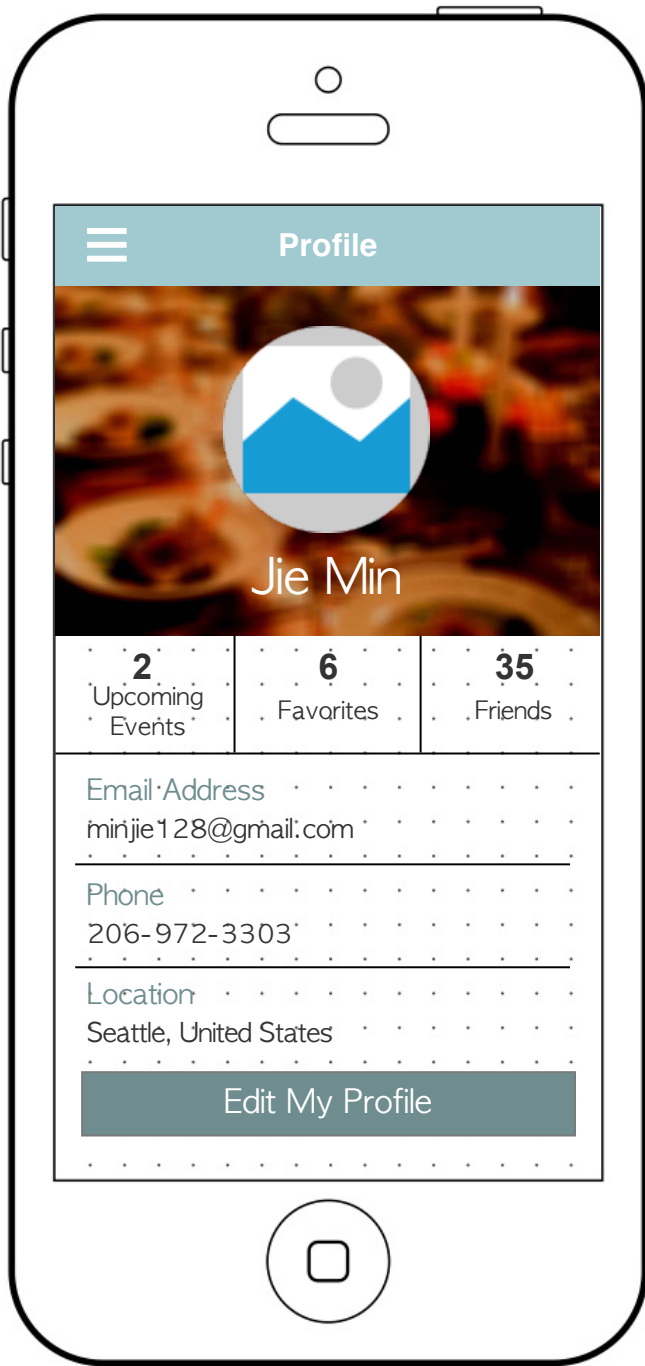 Profile
Jie Min
2
Upcoming
Events
6
Favorites
35
Friends
Email Address
minjie128@gmail.com
Phone
206-972-3303
Location
Seattle, United States
Edit My Profile